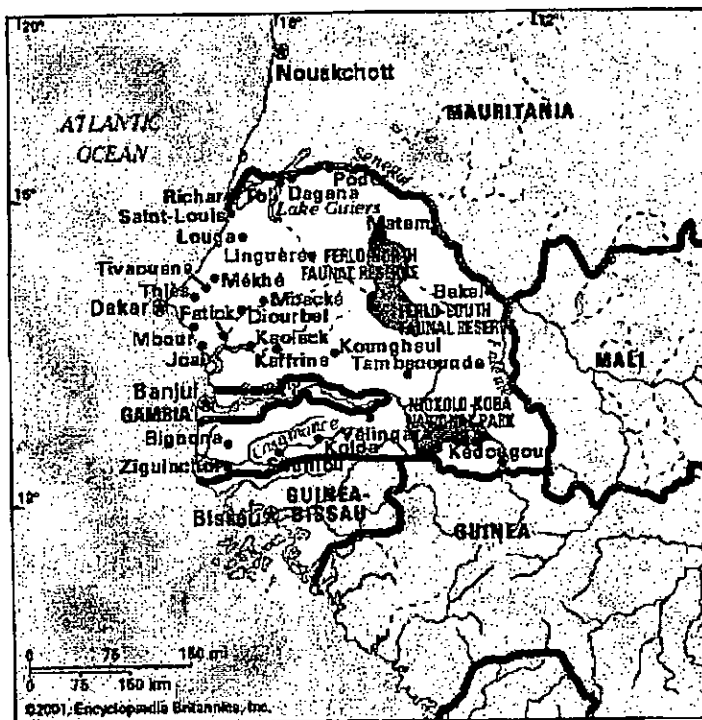 20° 16° 12°
Nouakchott
MAURITANIA
ATLANTIC
OCEAN
Senegal
Podor
Richard Toll Dagana
16°
Saint-Louis
Lake Guiers
Matam
Louga
Linguère
FERLO-NORTH
FAUNAL RESERVE
Tivaouane
Mékhé
Thiès
Mbacké
Bakel
Dakar
Fatick
Diourbel
FERLO-SOUTH
FAUNAL RESERVE
Mbour
Kaolack
Koungheul
MALI
Joal
Kaffrine
Tambacounda
Banjul
GAMBIA
NIOKOLO-KOBA
NATIONAL PARK
Bignona
Casamance
Vélingara
Kolda
Kédougou
Ziguinchor
Sédhiou
12°
GUINEA-
BISSAU
Bissau
GUINEA
0 75 150 mi
0 75 150 km
©2001, Encyclopædia Britannica, Inc.